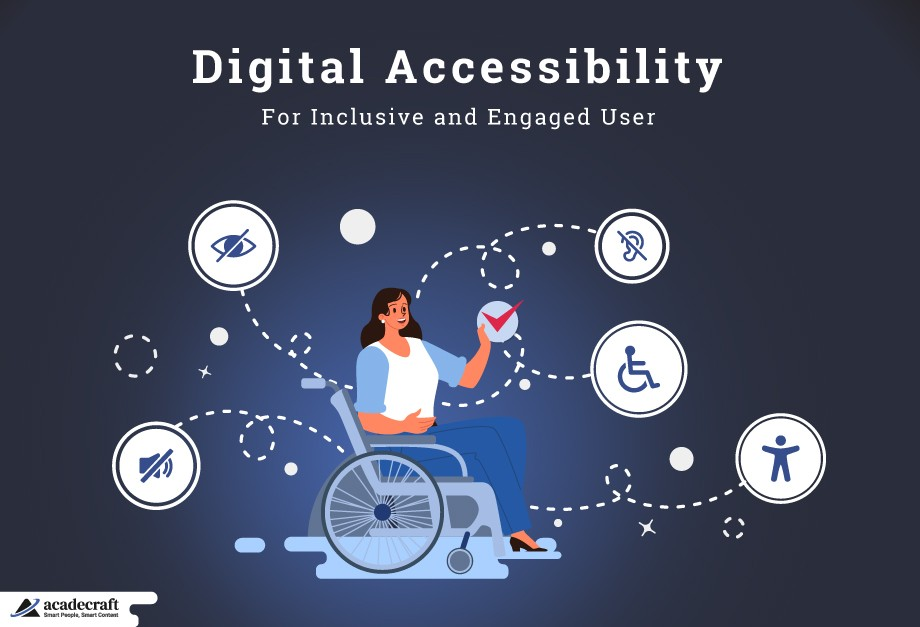 Digital Accessibility
For Inclusive and Engaged User
acadecraft
Smart People, Smart Content